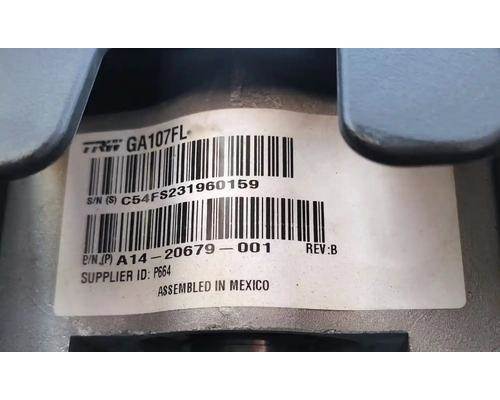 TRW GA107FL
S/N (S) C54FS231960159
P/N,(P) A14-20679-001 REV:B
SUPPLIER ID: P664
ASSEMBLED IN MEXICO